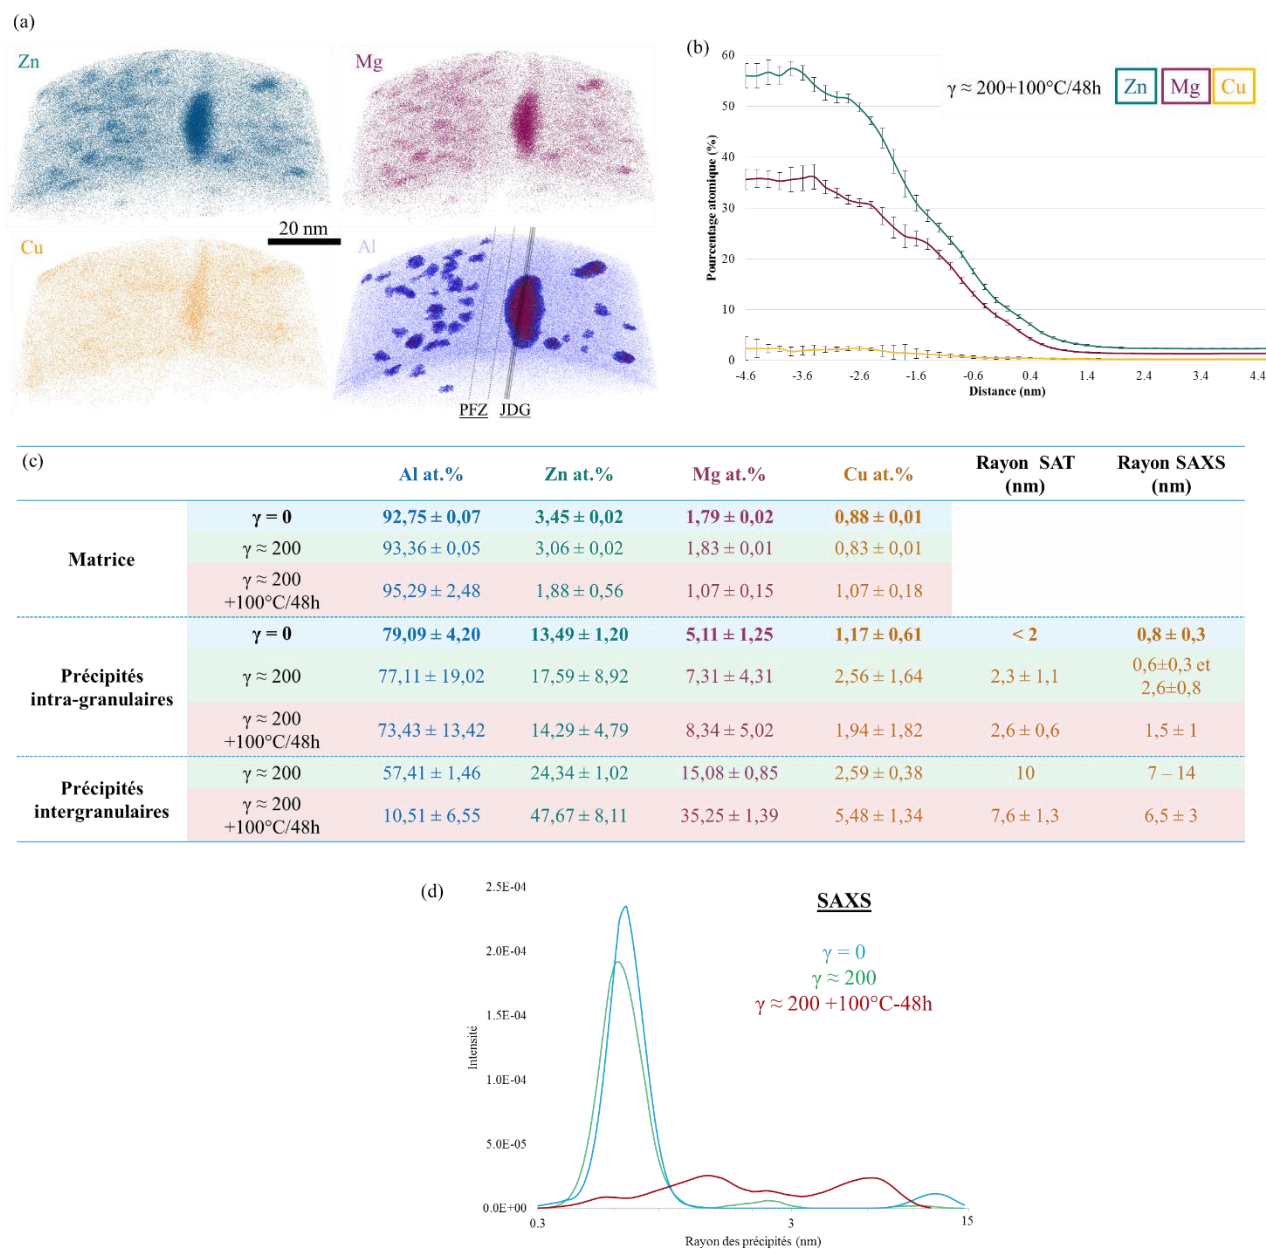 (a)
Zn
Mg
Cu
20 nm
Al
PFZ JDG
(b)
γ ≈ 200+100°C/48h Zn Mg Cu
Pourcentage atomique (%)
60
50
40
30
20
10
0
-4.6 -3.6 -2.6 -1.6 -0.6 0.4 1.4 2.4 3.4 4.4
Distance (nm)
(c)
Al at.% Zn at.% Mg at.% Cu at.% Rayon SAT (nm) Rayon SAXS (nm)
Matrice
γ = 0 92,75 ± 0,07 3,45 ± 0,02 1,79 ± 0,02 0,88 ± 0,01
γ ≈ 200 93,36 ± 0,05 3,06 ± 0,02 1,83 ± 0,01 0,83 ± 0,01
γ ≈ 200 +100°C/48h 95,29 ± 2,48 1,88 ± 0,56 1,07 ± 0,15 1,07 ± 0,18
Précipités intra-granulaires
γ = 0 79,09 ± 4,20 13,49 ± 1,20 5,11 ± 1,25 1,17 ± 0,61 < 2 0,8 ± 0,3
γ ≈ 200 77,11 ± 19,02 17,59 ± 8,92 7,31 ± 4,31 2,56 ± 1,64 2,3 ± 1,1 0,6±0,3 et 2,6±0,8
γ ≈ 200 +100°C/48h 73,43 ± 13,42 14,29 ± 4,79 8,34 ± 5,02 1,94 ± 1,82 2,6 ± 0,6 1,5 ± 1
Précipités intergranulaires
γ ≈ 200 57,41 ± 1,46 24,34 ± 1,02 15,08 ± 0,85 2,59 ± 0,38 10 7 – 14
γ ≈ 200 +100°C/48h 10,51 ± 6,55 47,67 ± 8,11 35,25 ± 1,39 5,48 ± 1,34 7,6 ± 1,3 6,5 ± 3
(d)
SAXS
γ = 0
γ ≈ 200
γ ≈ 200 +100°C-48h
Intensité
2.5E-04
2.0E-04
1.5E-04
1.0E-04
5.0E-05
0.0E+00
0.3 3 15
Rayon des précipités (nm)